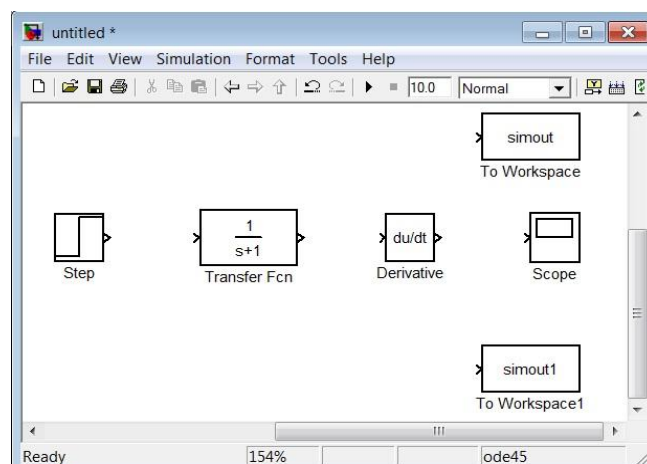 untitled *
File Edit View Simulation Format Tools Help
10.0 Normal
simout
To Workspace
1
s+1
du/dt
Step
Transfer Fcn
Derivative
Scope
simout1
To Workspace1
Ready 154% ode45